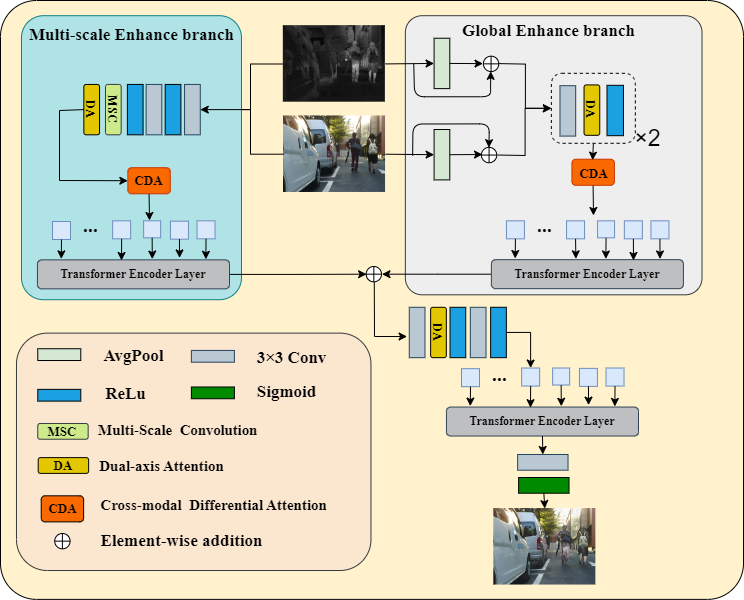 Multi-scale Enhance branch
Global Enhance branch
DA
MSC
DA
×2
CDA
CDA
...
...
Transformer Encoder Layer
Transformer Encoder Layer
DA
...
Transformer Encoder Layer
AvgPool
3×3 Conv
ReLu
Sigmoid
MSC
Multi-Scale Convolution
DA
Dual-axis Attention
CDA
Cross-modal Differential Attention
Element-wise addition